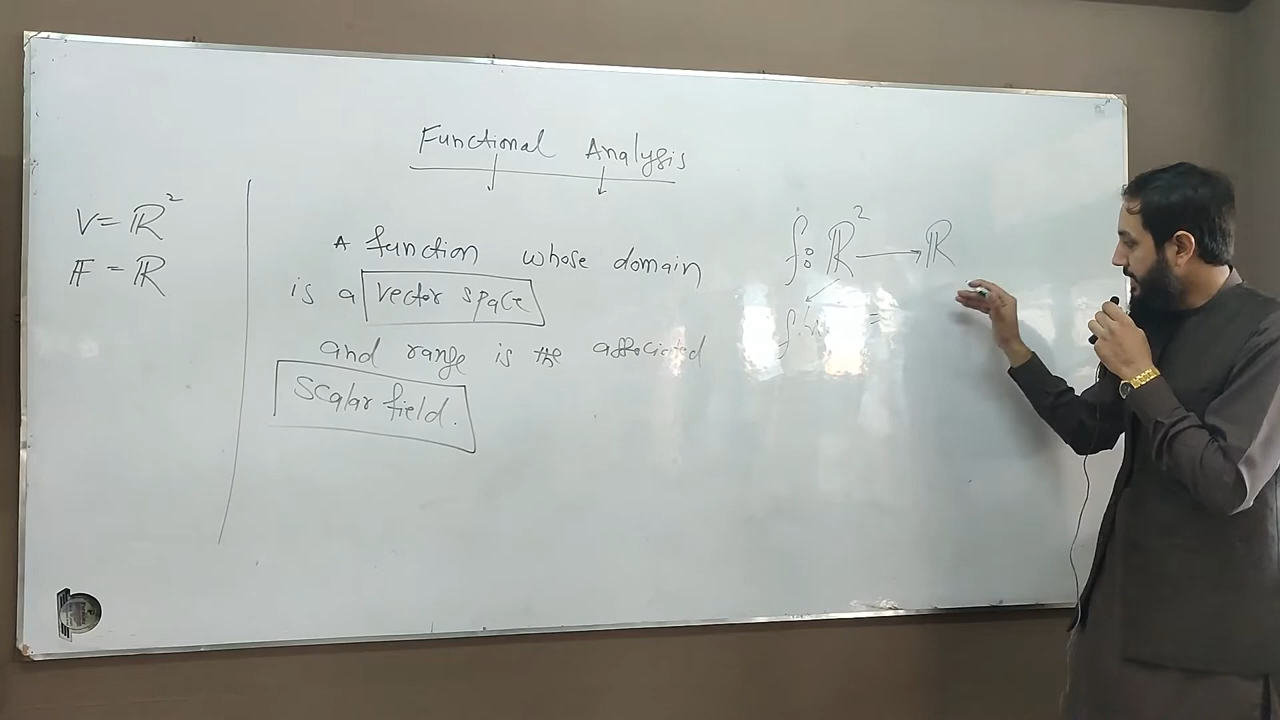 Functional Analysis
V = ℝ²
𝔽 = ℝ
A function whose domain
is a vector space
and range is the associated
scalar field.
f: ℝ² → ℝ